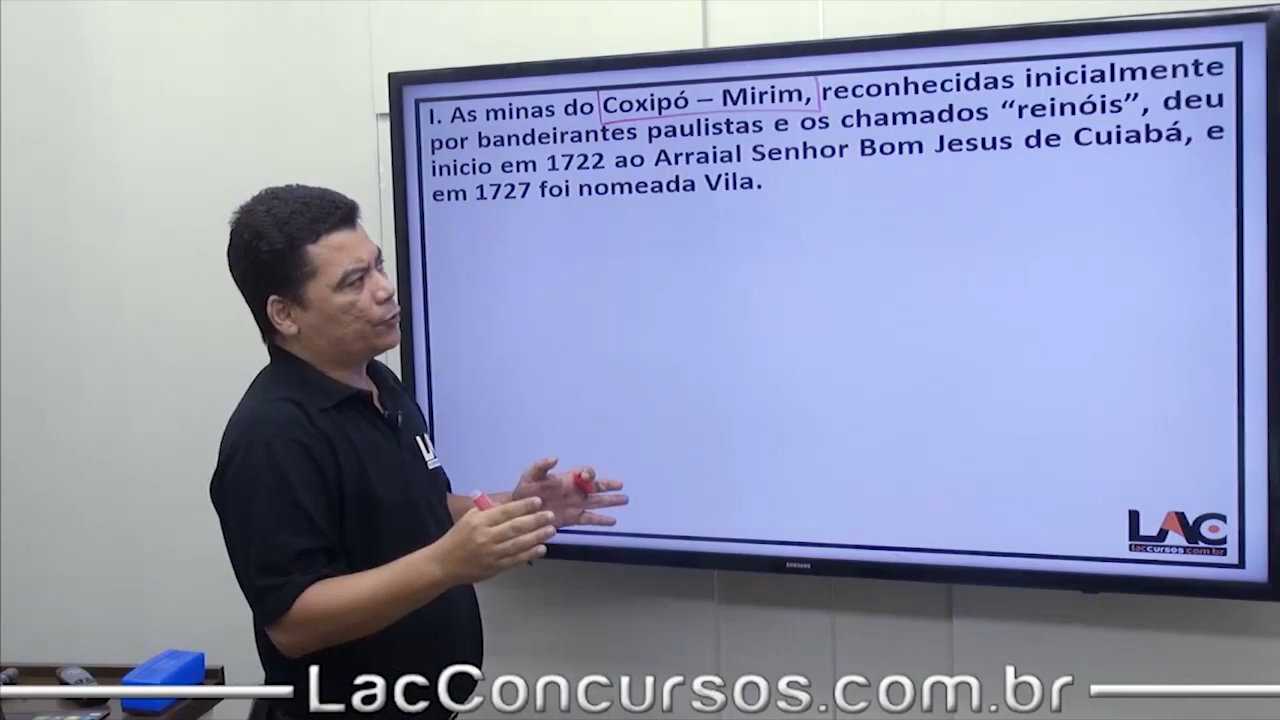 I. As minas do Coxipó – Mirim, reconhecidas inicialmente
por bandeirantes paulistas e os chamados “reinóis”, deu
inicio em 1722 ao Arraial Senhor Bom Jesus de Cuiabá, e
em 1727 foi nomeada Vila.
LAC
laccursos.com.br
SAMSUNG
LacConcursos.com.br